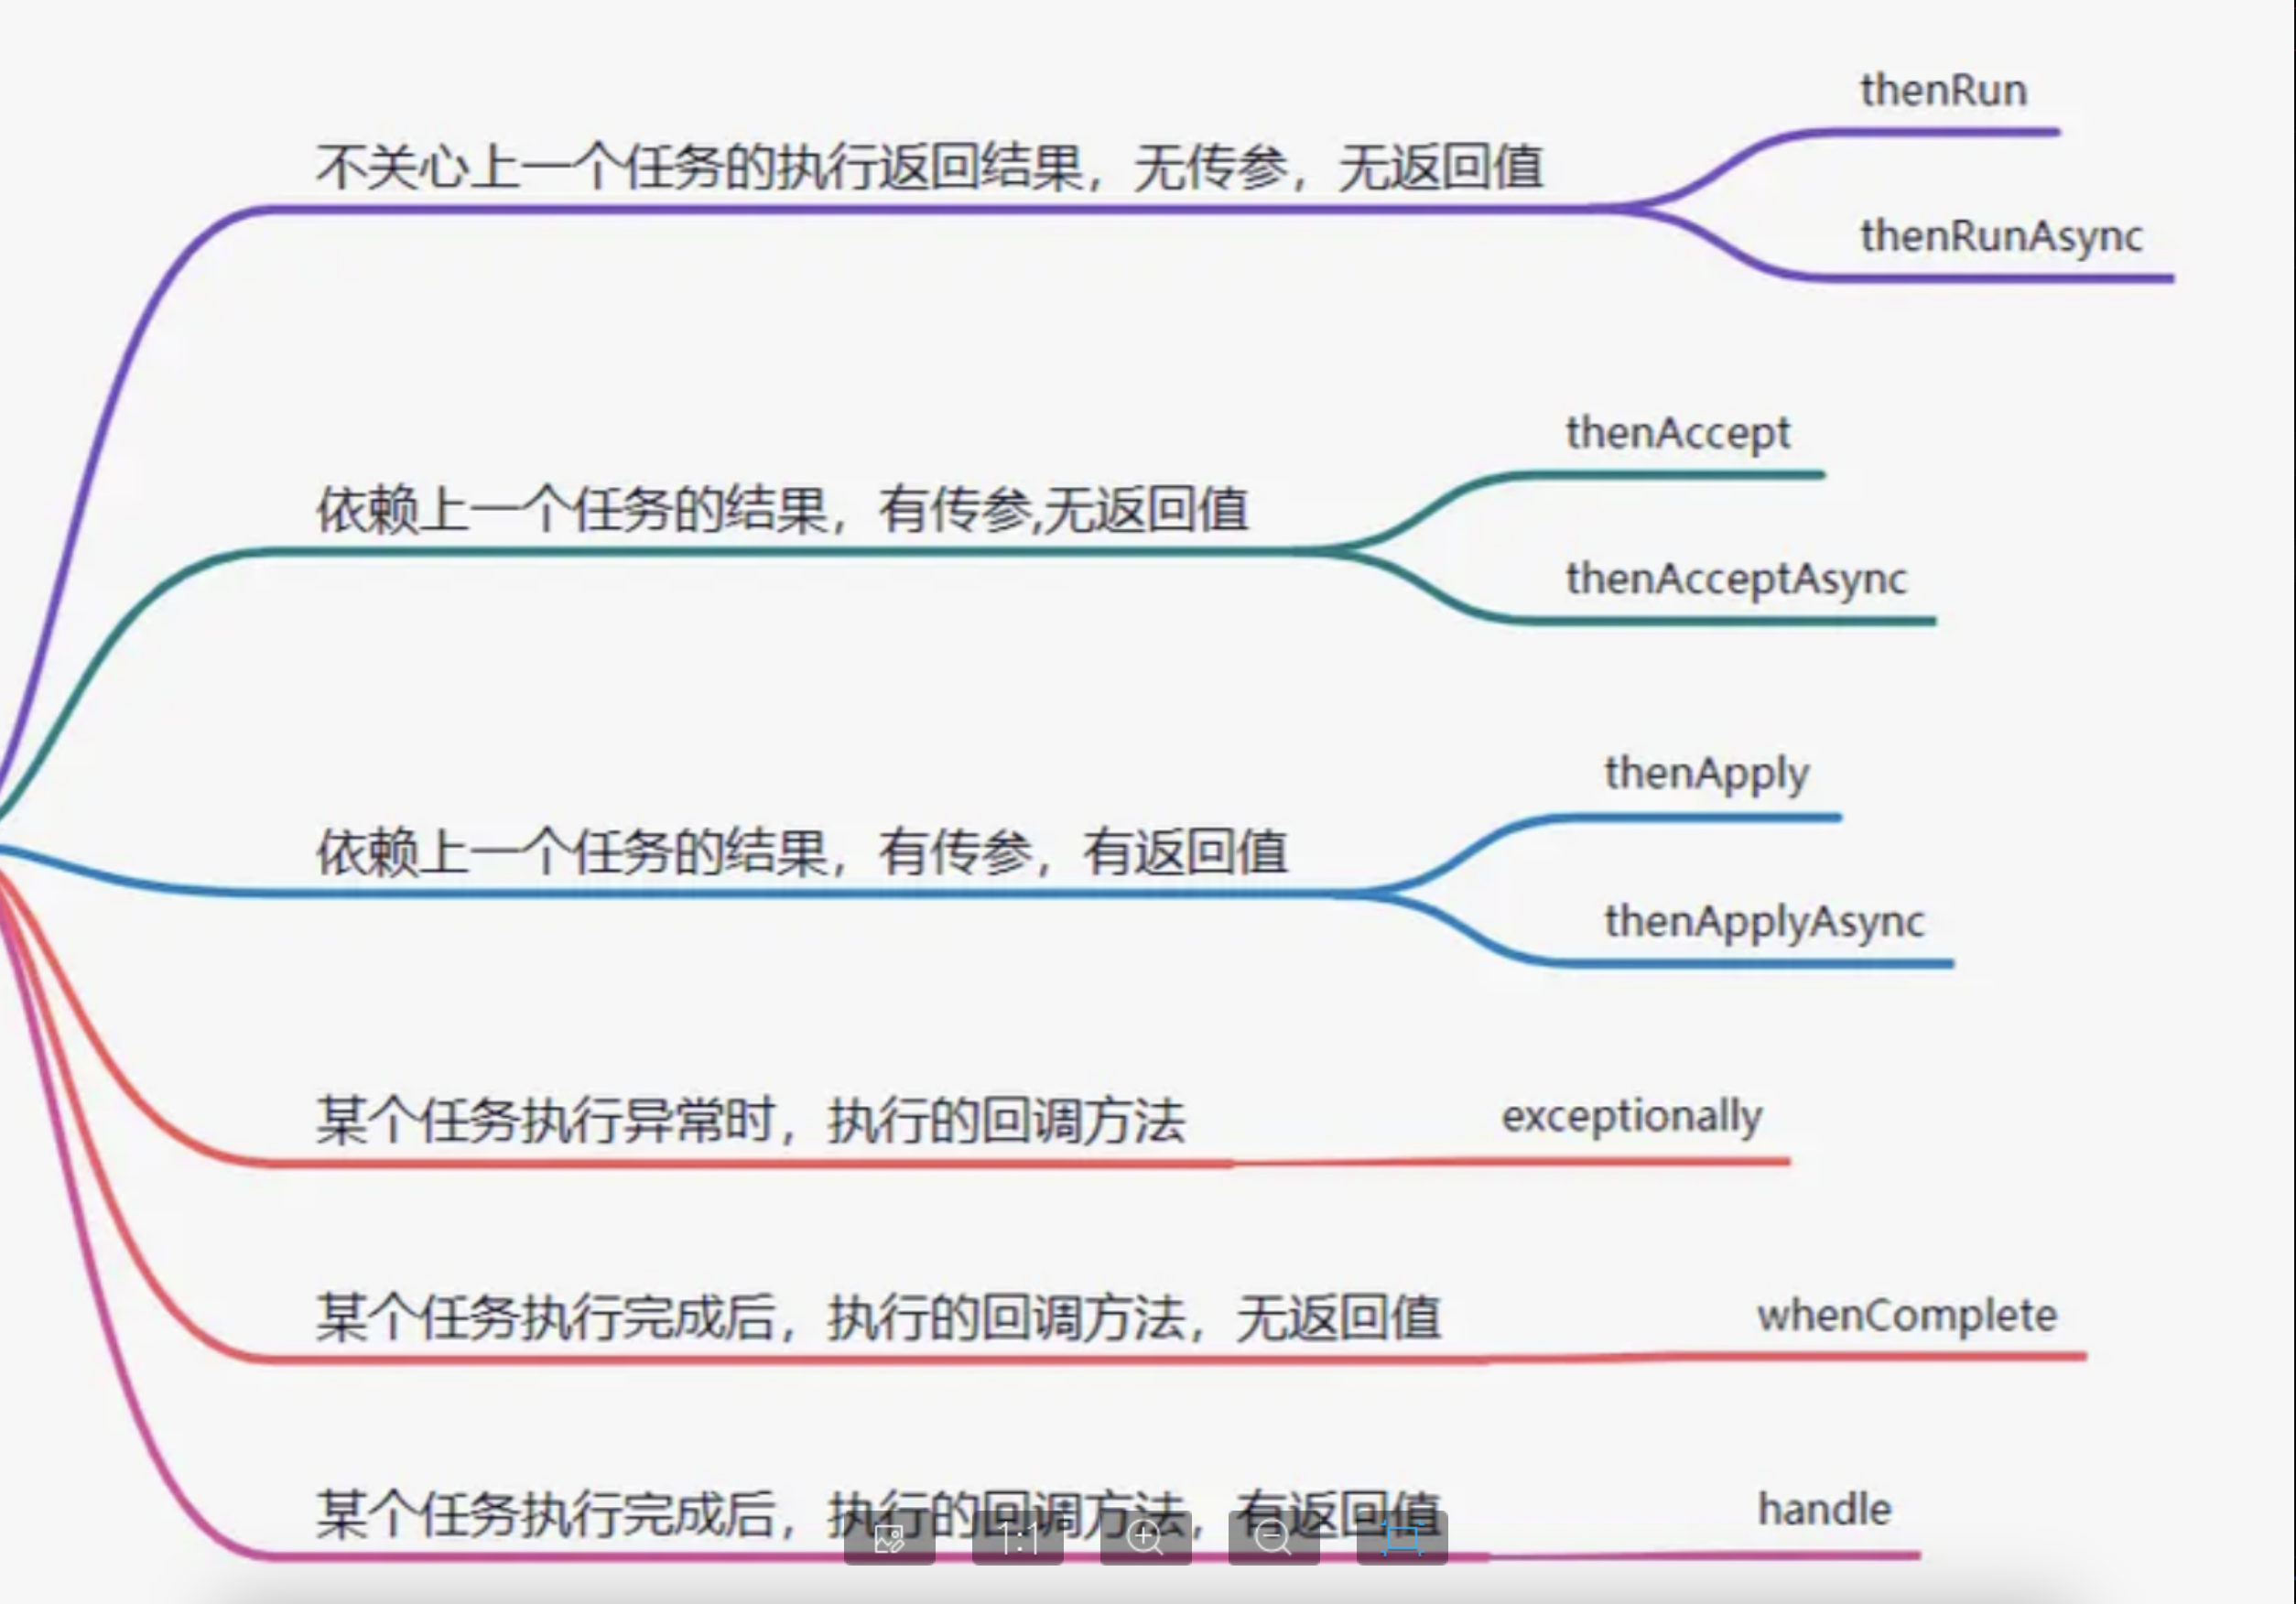 thenRun
不关心上一个任务的执行返回结果，无传参，无返回值
thenRunAsync
thenAccept
依赖上一个任务的结果，有传参,无返回值
thenAcceptAsync
thenApply
依赖上一个任务的结果，有传参，有返回值
thenApplyAsync
某个任务执行异常时，执行的回调方法
exceptionally
某个任务执行完成后，执行的回调方法，无返回值
whenComplete
某个任务执行完成后，执行的回调方法，有返回值
handle
1:1